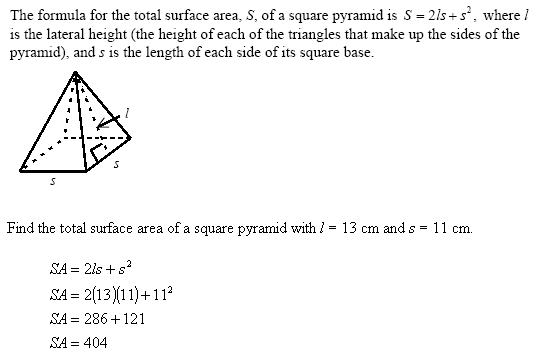 The formula for the total surface area, S, of a square pyramid is S = 2ls + s², where l
is the lateral height (the height of each of the triangles that make up the sides of the
pyramid), and s is the length of each side of its square base.
l
s
s
Find the total surface area of a square pyramid with l = 13 cm and s = 11 cm.
SA = 2ls + s²
SA = 2(13)(11) + 11²
SA = 286 + 121
SA = 404